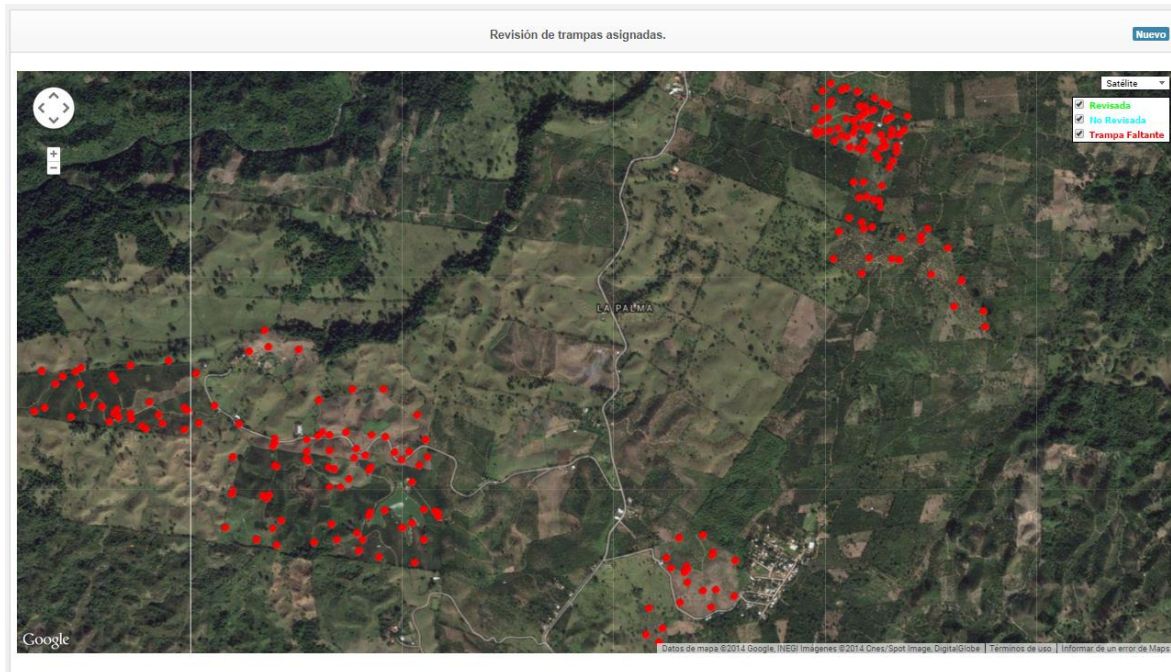 Revisión de trampas asignadas.
Nuevo
Satélite
Revisada
No Revisada
Trampa Faltante
+
−
LA PALMA
Google
Datos de mapa ©2014 Google, INEGI Imágenes ©2014 Cnes/Spot Image, DigitalGlobe
Términos de uso
Informar de un error de Maps